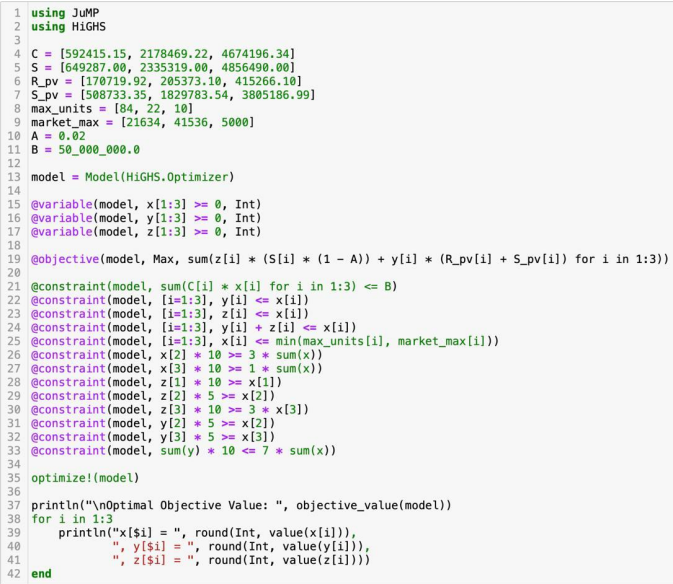 1 using JuMP
2 using HiGHS
3
4 C = [592415.15, 2178469.22, 4674196.34]
5 S = [649287.00, 2335319.00, 4856490.00]
6 R_pv = [170719.92, 205373.10, 415266.10]
7 S_pv = [508733.35, 1829783.54, 3805186.99]
8 max_units = [84, 22, 10]
9 market_max = [21634, 41536, 5000]
10 A = 0.02
11 B = 50_000_000.0
12
13 model = Model(HiGHS.Optimizer)
14
15 @variable(model, x[1:3] >= 0, Int)
16 @variable(model, y[1:3] >= 0, Int)
17 @variable(model, z[1:3] >= 0, Int)
18
19 @objective(model, Max, sum(z[i] * (S[i] * (1 - A)) + y[i] * (R_pv[i] + S_pv[i]) for i in 1:3))
20
21 @constraint(model, sum(C[i] * x[i] for i in 1:3) <= B)
22 @constraint(model, [i=1:3], y[i] <= x[i])
23 @constraint(model, [i=1:3], z[i] <= x[i])
24 @constraint(model, [i=1:3], y[i] + z[i] <= x[i])
25 @constraint(model, [i=1:3], x[i] <= min(max_units[i], market_max[i]))
26 @constraint(model, x[2] * 10 >= 3 * sum(x))
27 @constraint(model, x[3] * 10 >= 1 * sum(x))
28 @constraint(model, z[1] * 10 >= x[1])
29 @constraint(model, z[2] * 5 >= x[2])
30 @constraint(model, z[3] * 10 >= 3 * x[3])
31 @constraint(model, y[2] * 5 >= x[2])
32 @constraint(model, y[3] * 5 >= x[3])
33 @constraint(model, sum(y) * 10 <= 7 * sum(x))
34
35 optimize!(model)
36
37 println("\nOptimal Objective Value: ", objective_value(model))
38 for i in 1:3
39     println("x[$i] = ", round(Int, value(x[i])),
40             ", y[$i] = ", round(Int, value(y[i])),
41             ", z[$i] = ", round(Int, value(z[i])))
42 end